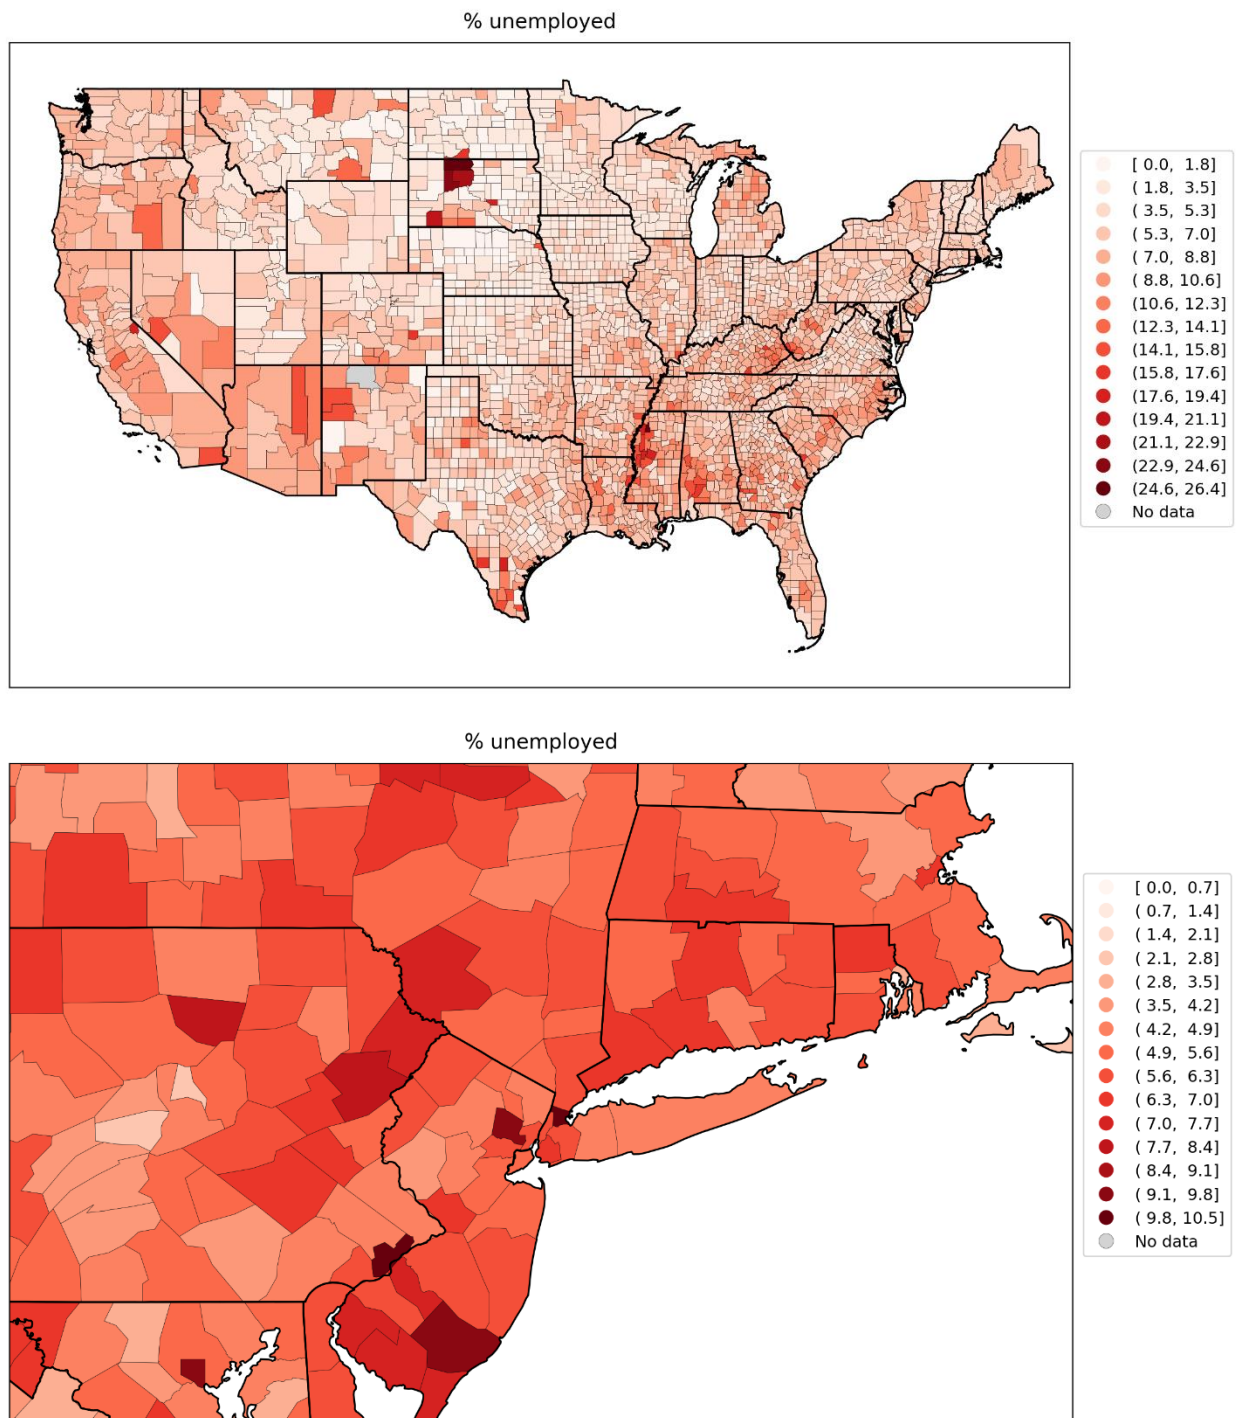 % unemployed
[ 0.0,  1.8]
( 1.8,  3.5]
( 3.5,  5.3]
( 5.3,  7.0]
( 7.0,  8.8]
( 8.8, 10.6]
(10.6, 12.3]
(12.3, 14.1]
(14.1, 15.8]
(15.8, 17.6]
(17.6, 19.4]
(19.4, 21.1]
(21.1, 22.9]
(22.9, 24.6]
(24.6, 26.4]
No data
% unemployed
[ 0.0,  0.7]
( 0.7,  1.4]
( 1.4,  2.1]
( 2.1,  2.8]
( 2.8,  3.5]
( 3.5,  4.2]
( 4.2,  4.9]
( 4.9,  5.6]
( 5.6,  6.3]
( 6.3,  7.0]
( 7.0,  7.7]
( 7.7,  8.4]
( 8.4,  9.1]
( 9.1,  9.8]
( 9.8, 10.5]
No data